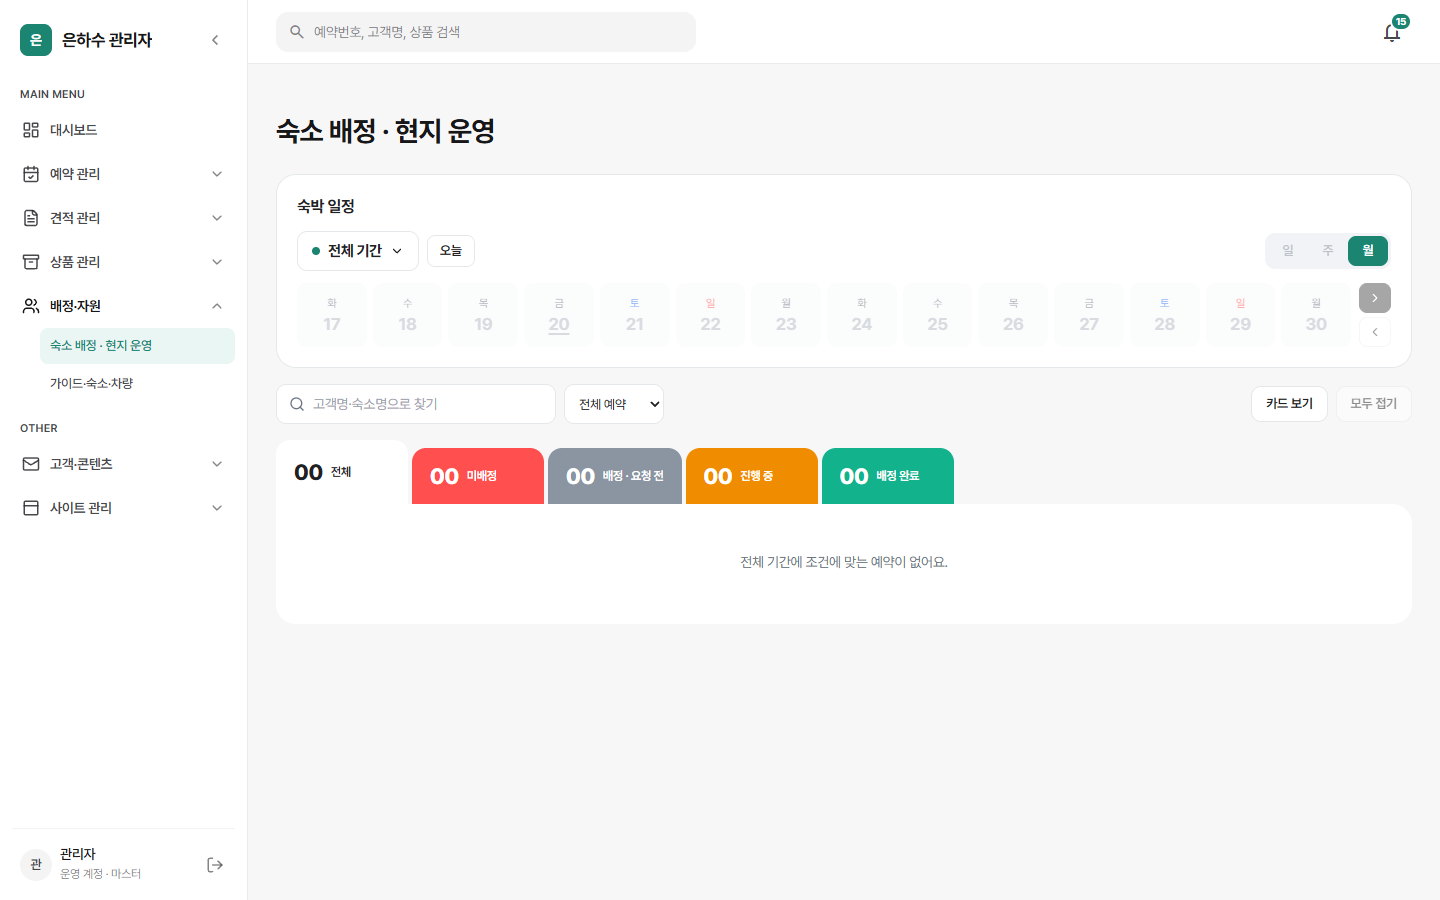 은 은하수 관리자
예약번호, 고객명, 상품 검색
15
MAIN MENU
대시보드
예약 관리
견적 관리
상품 관리
배정·자원
숙소 배정 · 현지 운영
가이드·숙소·차량
OTHER
고객·콘텐츠
사이트 관리
관 관리자
운영 계정 · 마스터
숙소 배정 · 현지 운영
숙박 일정
전체 기간 오늘 일 주 월
화 수 목 금 토 일 월 화 수 목 금 토 일 월
17 18 19 20 21 22 23 24 25 26 27 28 29 30
고객명·숙소명으로 찾기 전체 예약 카드 보기 모두 접기
00 전체 00 미배정 00 배정 · 요청 전 00 진행 중 00 배정 완료
전체 기간에 조건에 맞는 예약이 없어요.